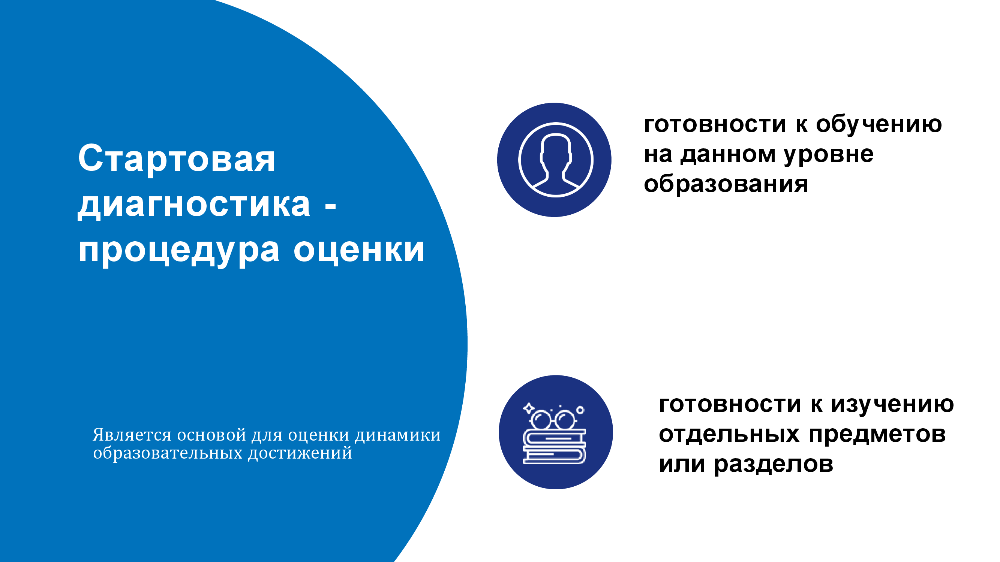 Стартовая
диагностика -
процедура оценки
Является основой для оценки динамики
образовательных достижений
готовности к обучению
на данном уровне
образования
готовности к изучению
отдельных предметов
или разделов